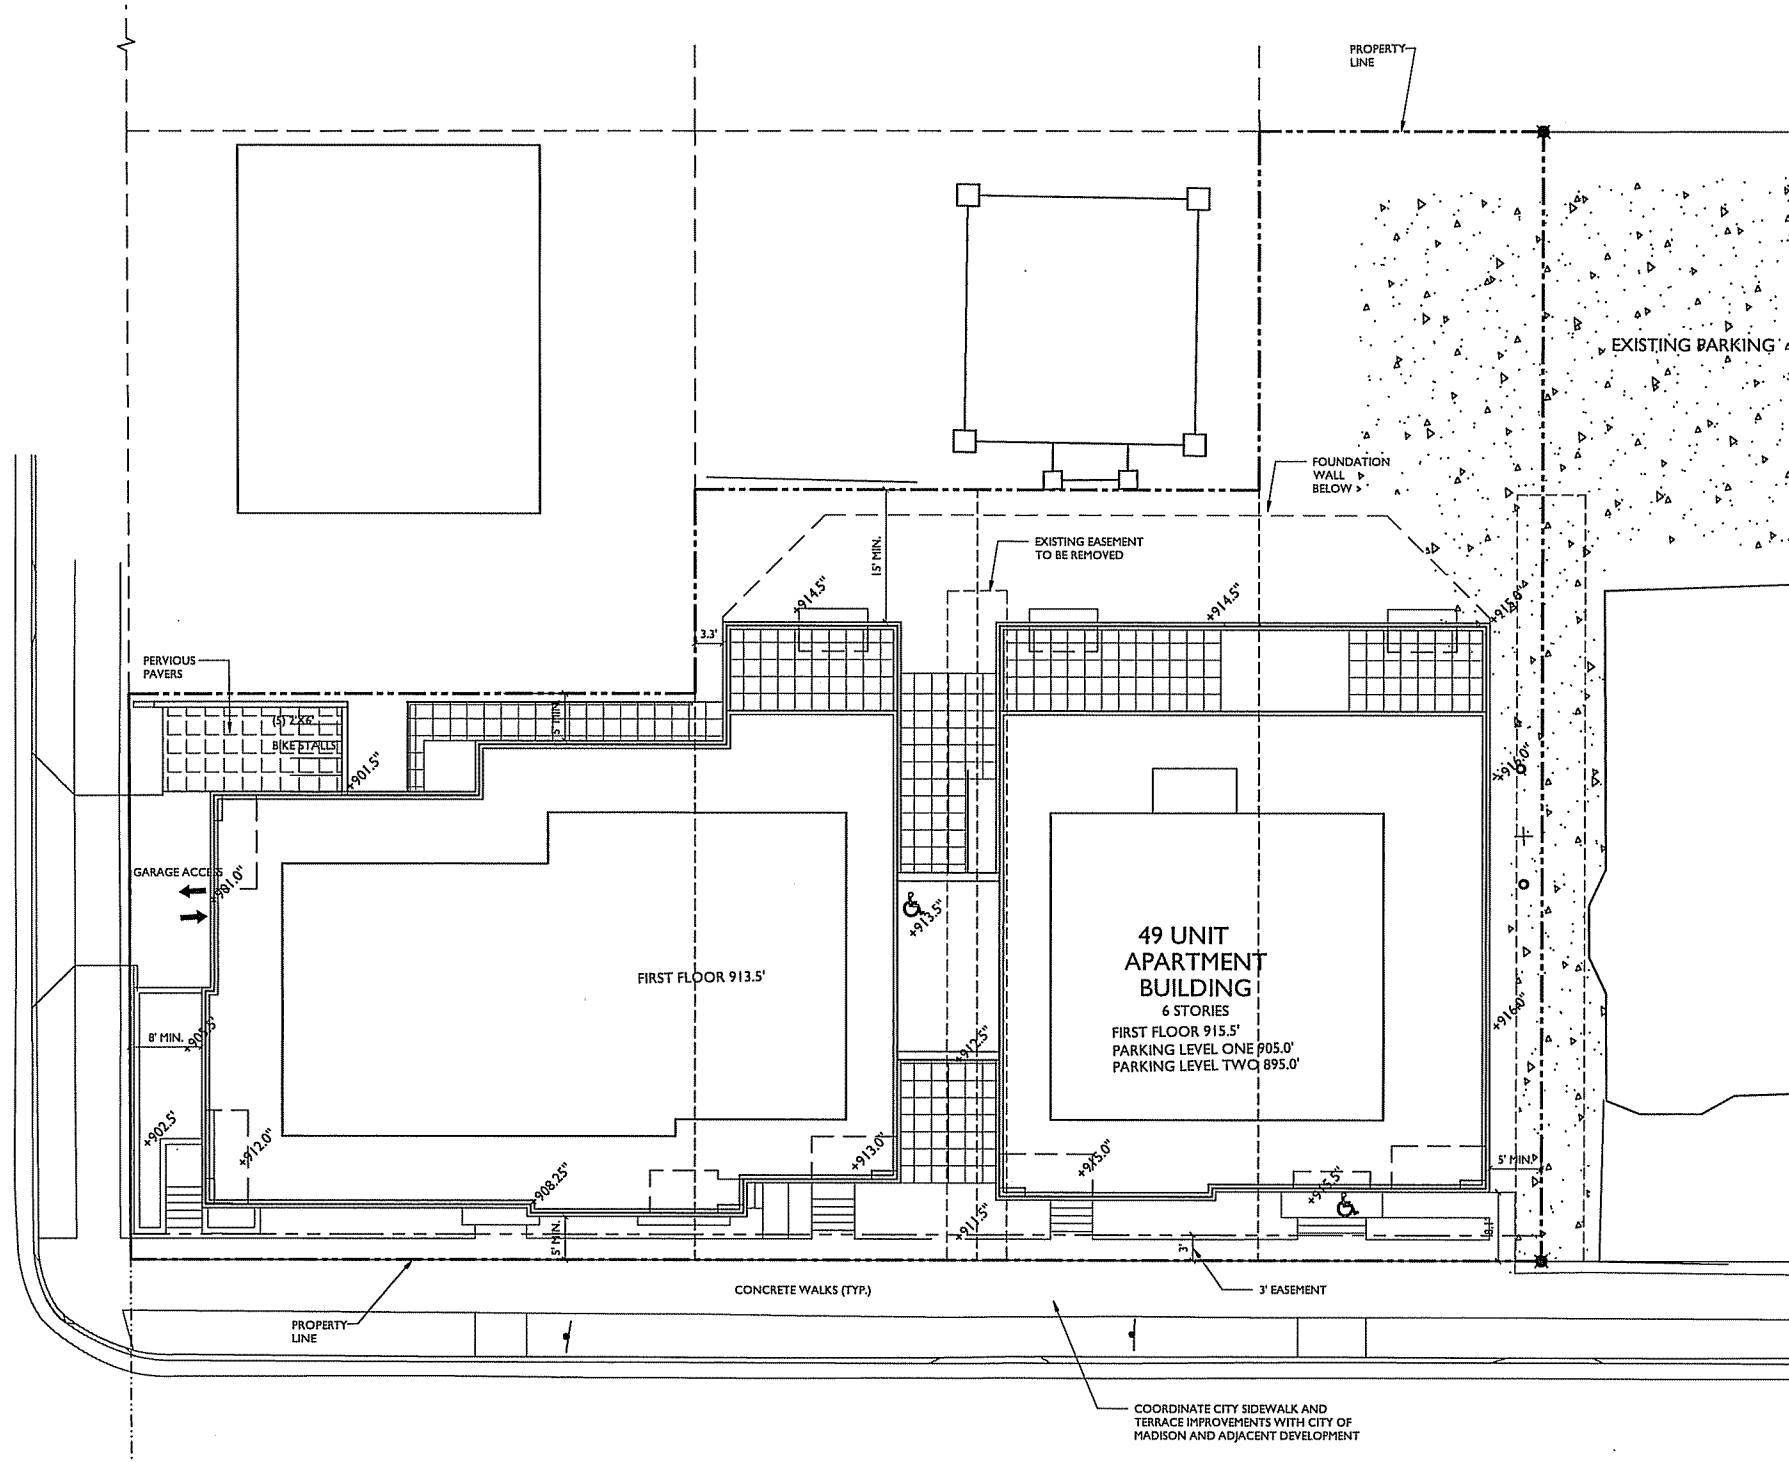 PROPERTY
LINE
EXISTING PARKING
FOUNDATION
WALL
BELOW
EXISTING EASEMENT
TO BE REMOVED
15' MIN.
+914.5"
+914.5"
+915.0"
3.3'
PERVIOUS
PAVERS
(5) 2'X6'
BIKE STALLS
5' MIN.
+901.5"
+916.0"
GARAGE ACCESS
+901.0"
+913.5"
49 UNIT
APARTMENT
BUILDING
6 STORIES
FIRST FLOOR 915.5'
PARKING LEVEL ONE 905.0'
PARKING LEVEL TWO 895.0'
FIRST FLOOR 913.5'
+916.0"
8' MIN.
+905.5'
+912.5"
+902.5'
+912.0"
+913.0"
+915.0"
5' MIN.
+908.25"
+915.5"
+911.5"
5' MIN.
3'
8.1'
CONCRETE WALKS (TYP.)
3' EASEMENT
PROPERTY
LINE
COORDINATE CITY SIDEWALK AND
TERRACE IMPROVEMENTS WITH CITY OF
MADISON AND ADJACENT DEVELOPMENT